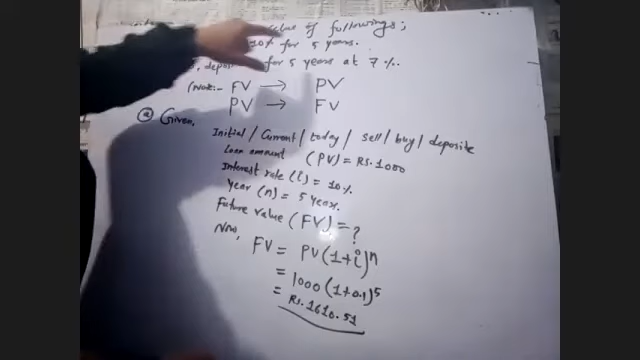 value of followings;
10% for 5 years.
for 5 years at 7%.
(Note:- FV → PV
PV → FV
(a) Given,
Initial / Current / today / sell / buy / deposite
Loan amount (PV) = Rs. 1000
Interest rate (i) = 10%
Year (n) = 5 years.
Future value (FV) = ?
Now,
FV = PV(1+i)^n
= 1000 (1+0.1)^5
= Rs. 1610.51